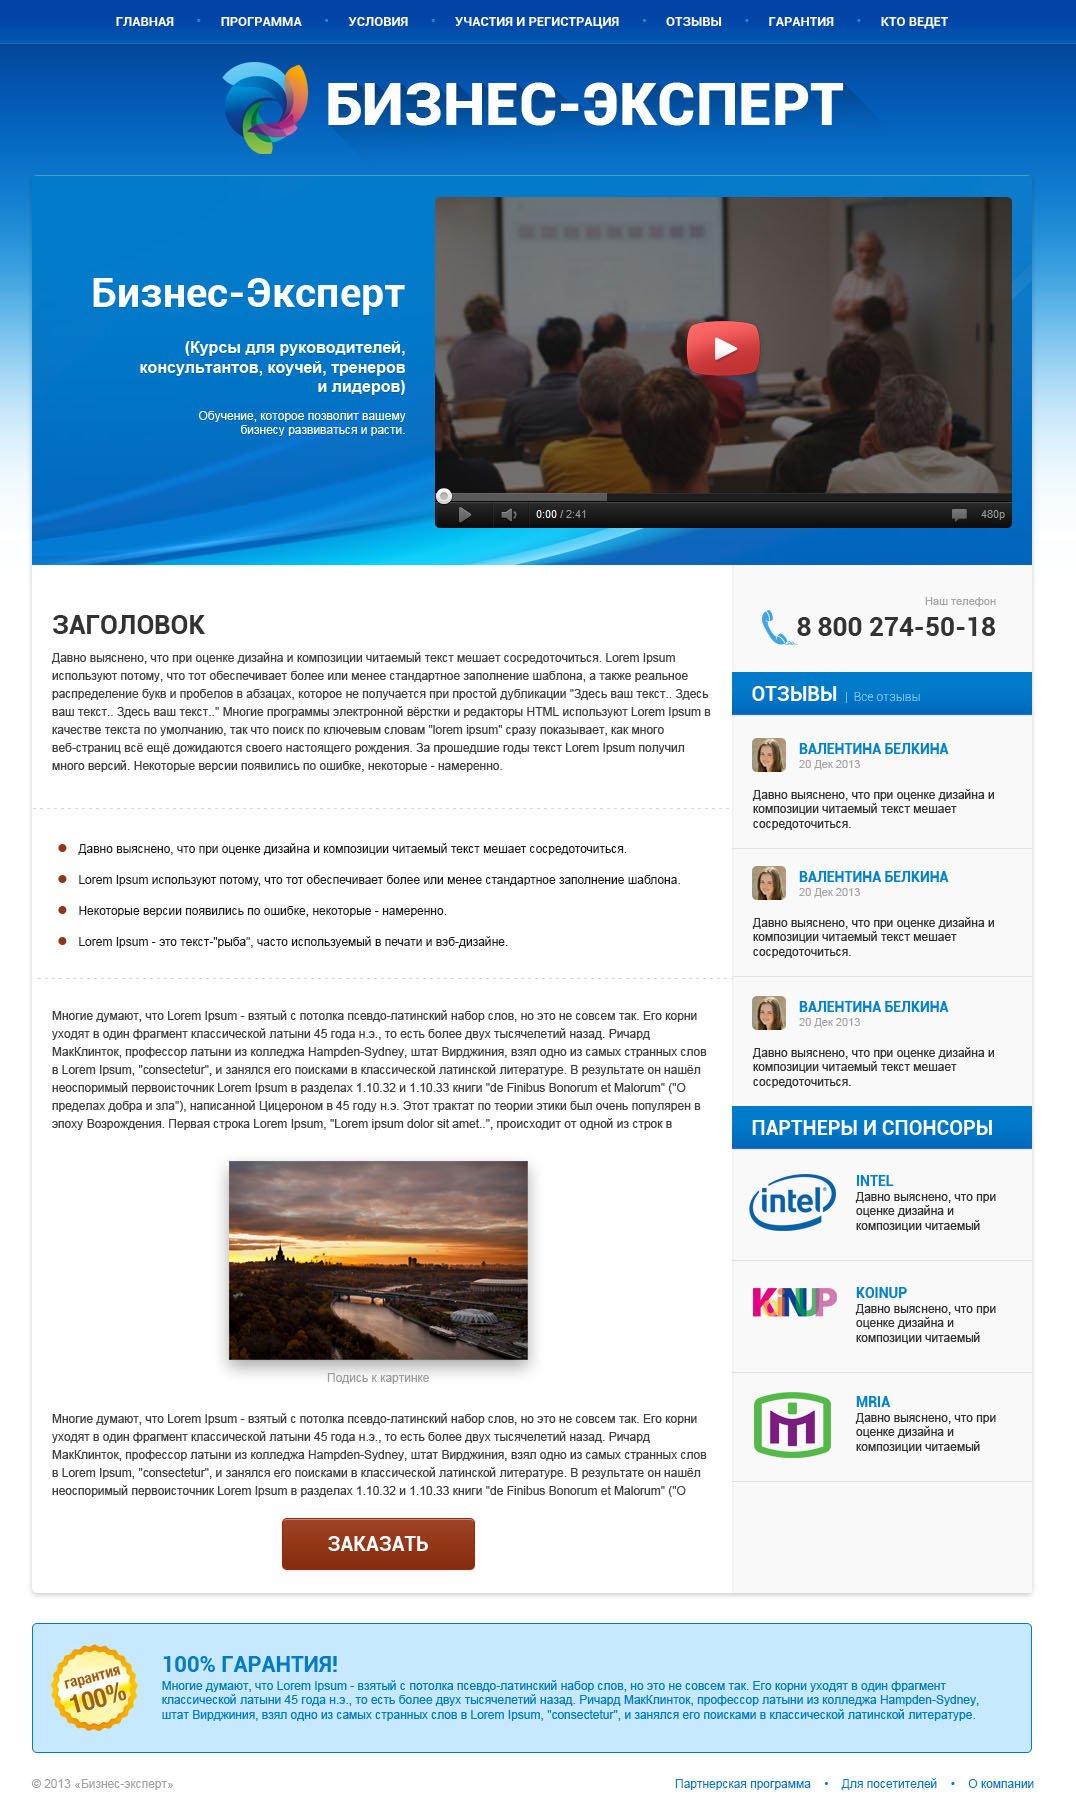 ГЛАВНАЯ • ПРОГРАММА • УСЛОВИЯ • УЧАСТИЯ И РЕГИСТРАЦИЯ • ОТЗЫВЫ • ГАРАНТИЯ • КТО ВЕДЕТ
БИЗНЕС-ЭКСПЕРТ
Бизнес-Эксперт
(Курсы для руководителей,
консультантов, коучей, тренеров
и лидеров)
Обучение, которое позволит вашему
бизнесу развиваться и расти.
0:00 / 2:41
480p
ЗАГОЛОВОК
Давно выяснено, что при оценке дизайна и композиции читаемый текст мешает сосредоточиться. Lorem Ipsum
используют потому, что тот обеспечивает более или менее стандартное заполнение шаблона, а также реальное
распределение букв и пробелов в абзацах, которое не получается при простой дубликации "Здесь ваш текст.. Здесь
ваш текст.. Здесь ваш текст.." Многие программы электронной вёрстки и редакторы HTML используют Lorem Ipsum в
качестве текста по умолчанию, так что поиск по ключевым словам "lorem ipsum" сразу показывает, как много
веб-страниц всё ещё дожидаются своего настоящего рождения. За прошедшие годы текст Lorem Ipsum получил
много версий. Некоторые версии появились по ошибке, некоторые - намеренно.
• Давно выяснено, что при оценке дизайна и композиции читаемый текст мешает сосредоточиться.
• Lorem Ipsum используют потому, что тот обеспечивает более или менее стандартное заполнение шаблона.
• Некоторые версии появились по ошибке, некоторые - намеренно.
• Lorem Ipsum - это текст-"рыба", часто используемый в печати и вэб-дизайне.
Многие думают, что Lorem Ipsum - взятый с потолка псевдо-латинский набор слов, но это не совсем так. Его корни
уходят в один фрагмент классической латыни 45 года н.э., то есть более двух тысячелетий назад. Ричард
МакКлинток, профессор латыни из колледжа Hampden-Sydney, штат Вирджиния, взял одно из самых странных слов
в Lorem Ipsum, "consectetur", и занялся его поисками в классической латинской литературе. В результате он нашёл
неоспоримый первоисточник Lorem Ipsum в разделах 1.10.32 и 1.10.33 книги "de Finibus Bonorum et Malorum" ("О
пределах добра и зла"), написанной Цицероном в 45 году н.э. Этот трактат по теории этики был очень популярен в
эпоху Возрождения. Первая строка Lorem Ipsum, "Lorem ipsum dolor sit amet..", происходит от одной из строк в
Подись к картинке
Многие думают, что Lorem Ipsum - взятый с потолка псевдо-латинский набор слов, но это не совсем так. Его корни
уходят в один фрагмент классической латыни 45 года н.э., то есть более двух тысячелетий назад. Ричард
МакКлинток, профессор латыни из колледжа Hampden-Sydney, штат Вирджиния, взял одно из самых странных слов
в Lorem Ipsum, "consectetur", и занялся его поисками в классической латинской литературе. В результате он нашёл
неоспоримый первоисточник Lorem Ipsum в разделах 1.10.32 и 1.10.33 книги "de Finibus Bonorum et Malorum" ("О
ЗАКАЗАТЬ
Наш телефон
8 800 274-50-18
ОТЗЫВЫ | Все отзывы
ВАЛЕНТИНА БЕЛКИНА
20 Дек 2013
Давно выяснено, что при оценке дизайна и
композиции читаемый текст мешает
сосредоточиться.
ВАЛЕНТИНА БЕЛКИНА
20 Дек 2013
Давно выяснено, что при оценке дизайна и
композиции читаемый текст мешает
сосредоточиться.
ВАЛЕНТИНА БЕЛКИНА
20 Дек 2013
Давно выяснено, что при оценке дизайна и
композиции читаемый текст мешает
сосредоточиться.
ПАРТНЕРЫ И СПОНСОРЫ
intel
INTEL
Давно выяснено, что при
оценке дизайна и
композиции читаемый
KOiNUP
KOINUP
Давно выяснено, что при
оценке дизайна и
композиции читаемый
MRIA
Давно выяснено, что при
оценке дизайна и
композиции читаемый
гарантия
100%
100% ГАРАНТИЯ!
Многие думают, что Lorem Ipsum - взятый с потолка псевдо-латинский набор слов, но это не совсем так. Его корни уходят в один фрагмент
классической латыни 45 года н.э., то есть более двух тысячелетий назад. Ричард МакКлинток, профессор латыни из колледжа Hampden-Sydney,
штат Вирджиния, взял одно из самых странных слов в Lorem Ipsum, "consectetur", и занялся его поисками в классической латинской литературе.
© 2013 «Бизнес-эксперт»
Партнерская программа • Для посетителей • О компании